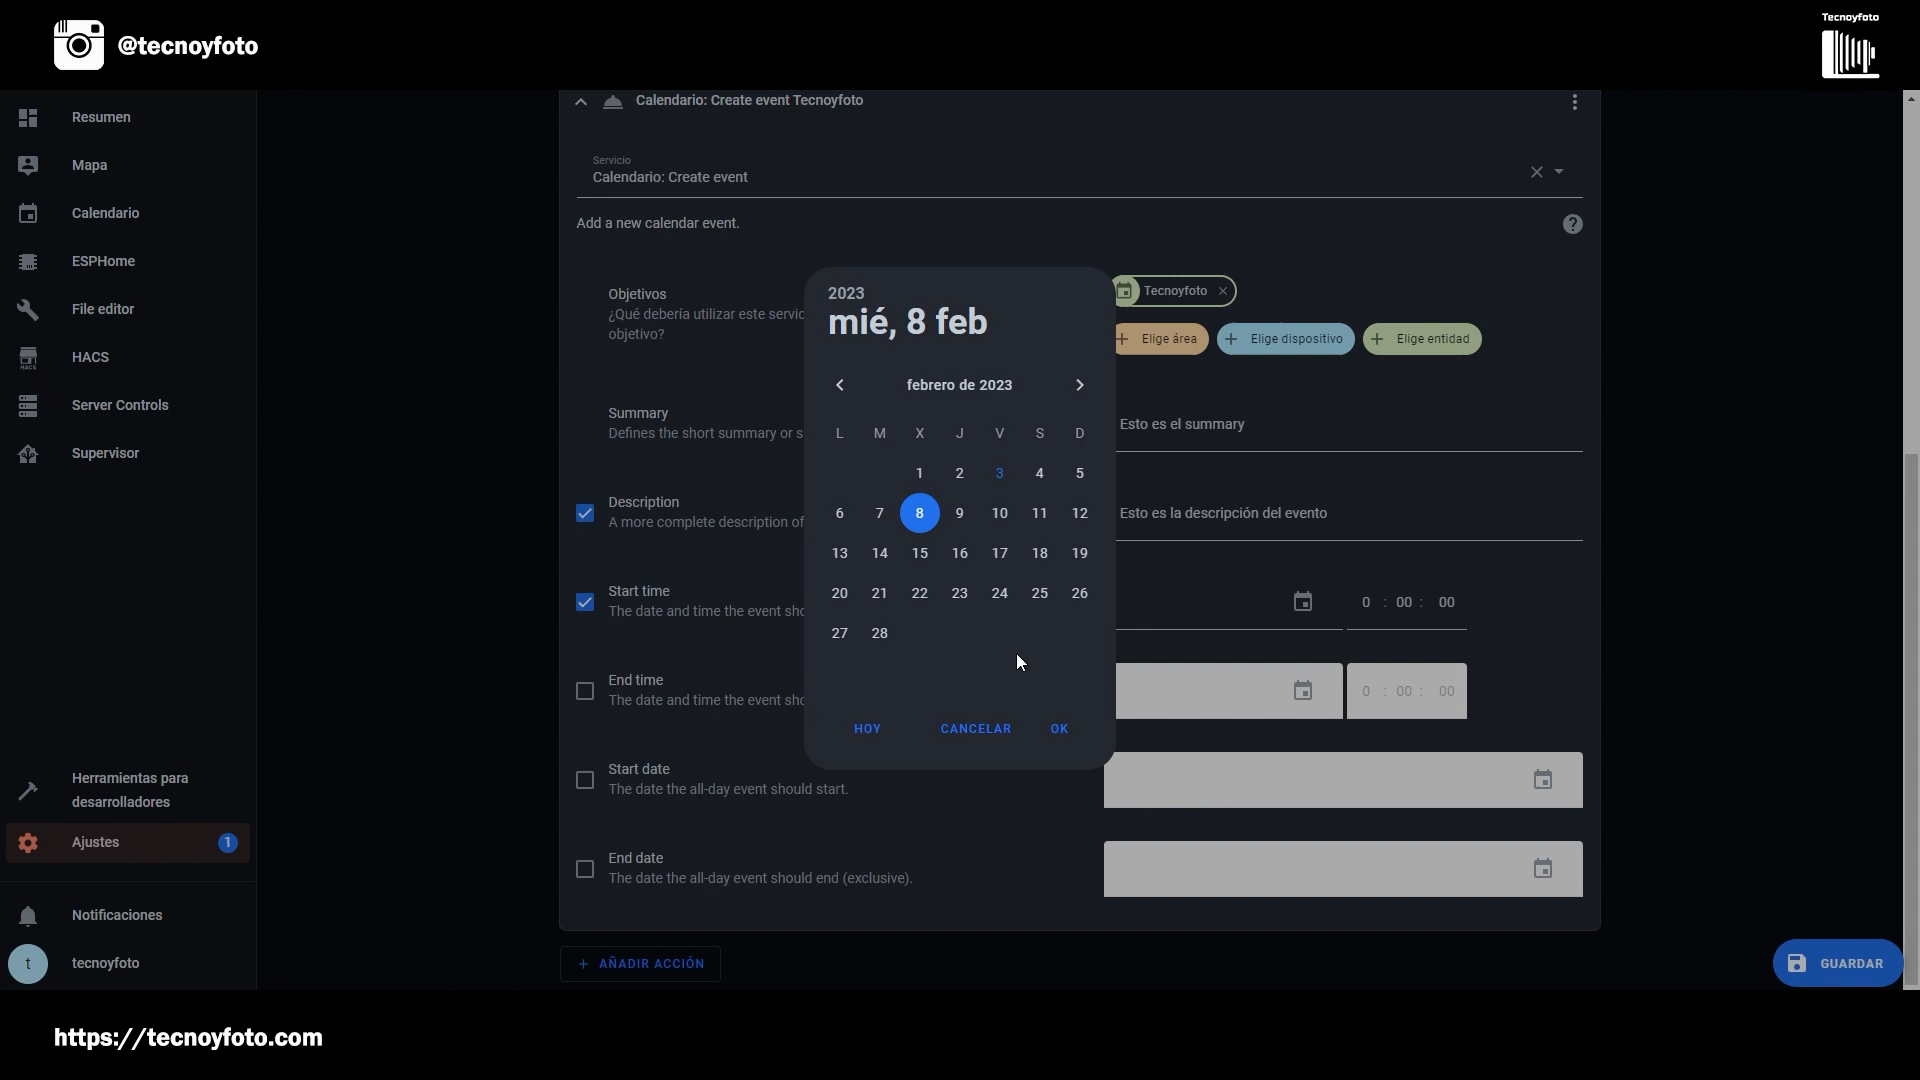 @tecnoyfoto
Tecnoyfoto
Resumen
Mapa
Calendario
ESPHome
File editor
HACS
HACS
Server Controls
Supervisor
Herramientas para
desarrolladores
Ajustes
1
Notificaciones
t
tecnoyfoto
Calendario: Create event Tecnoyfoto
Servicio
Calendario: Create event
Add a new calendar event.
?
Objetivos
¿Qué debería utilizar este servic
objetivo?
Tecnoyfoto
Elige área
Elige dispositivo
Elige entidad
Summary
Defines the short summary or s
Esto es el summary
Description
A more complete description of
Esto es la descripción del evento
Start time
The date and time the event sho
0 : 00 : 00
End time
The date and time the event sho
0 : 00 : 00
Start date
The date the all-day event should start.
End date
The date the all-day event should end (exclusive).
2023
mié, 8 feb
febrero de 2023
L M X J V S D
1 2 3 4 5
6 7 8 9 10 11 12
13 14 15 16 17 18 19
20 21 22 23 24 25 26
27 28
HOY CANCELAR OK
+ AÑADIR ACCIÓN
GUARDAR
https://tecnoyfoto.com